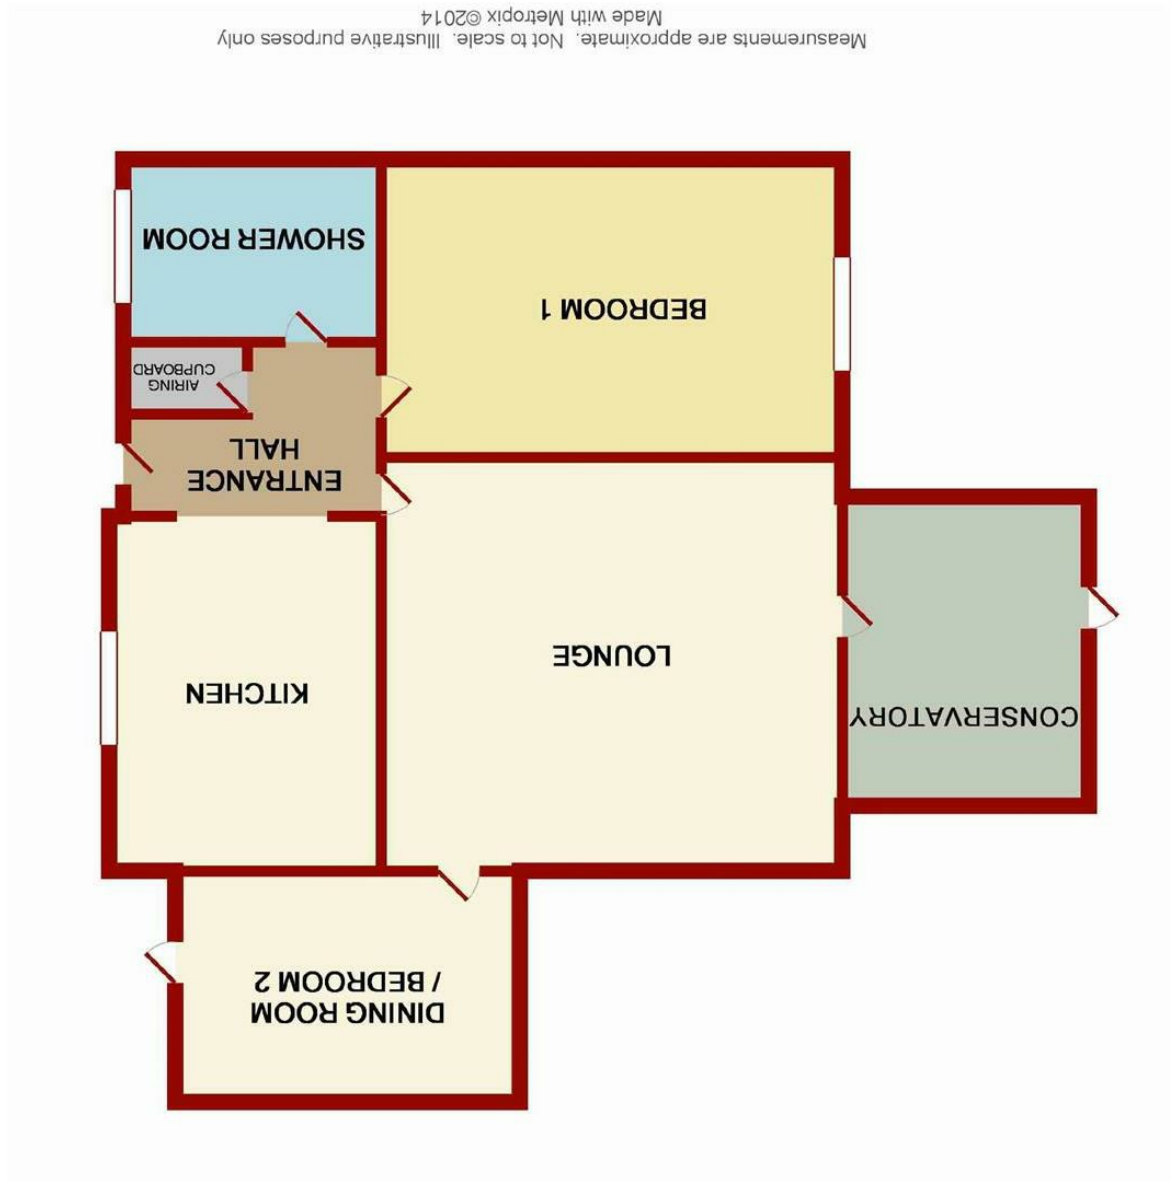 DINING ROOM
/ BEDROOM 2
CONSERVATORY
LOUNGE
KITCHEN
ENTRANCE
HALL
AIRING
CUPBOARD
BEDROOM 1
SHOWER ROOM
Measurements are approximate. Not to scale. Illustrative purposes only
Made with Metropix ©2014